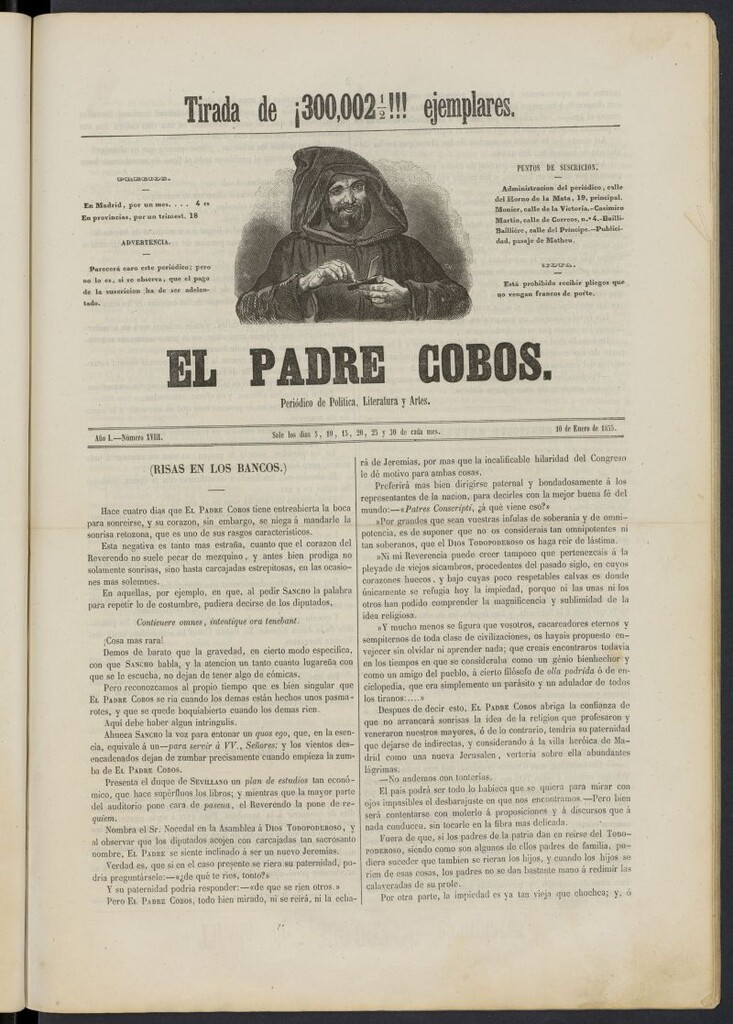 Tirada de ¡300,002 1/2!!! ejemplares.
PRECIOS.
En Madrid, por un mes. . . . 4 rs
En provincias, por un trimest. 18
ADVERTENCIA.
Parecerá caro este periódico; pero
no lo es, si se observa, que el pago
de la suscricion ha de ser adelan-
tado.
PUNTOS DE SUSCRICION.
Administracion del periódico, calle
del Horno de la Mata, 19, principal.
Monier, calle de la Victoria.-Casimiro
Martin, calle de Correos, n.º 4.-Bailli-
Bailliére, calle del Príncipe.-Publici-
dad, pasaje de Matheu.
NOTA.
Está prohibido recibir pliegos que
no vengan francos de porte.
EL PADRE COBOS.
Periódico de Política, Literatura y Artes.
Año I.—Número XVIII.
Sale los dias 5, 10, 15, 20, 25 y 30 de cada mes.
10 de Enero de 1855.
(RISAS EN LOS BANCOS.)
Hace cuatro dias que EL PADRE COBOS tiene entreabierta la boca
para sonreirse, y su corazon, sin embargo, se niega á mandarle la
sonrisa retozona, que es uno de sus rasgos caracteristicos.
Esta negativa es tanto mas estraña, cuanto que el corazon del
Reverendo no suele pecar de mezquino, y antes bien prodiga no
solamente sonrisas, sino hasta carcajadas estrepitosas, en las ocasio-
nes mas solemnes.
En aquellas, por ejemplo, en que, al pedir SANCHO la palabra
para repetir lo de costumbre, pudiera decirse de los diputados,
Conticuere omnes, intentique ora tenebant.
¡Cosa mas rara!
Demos de barato que la gravedad, en cierto modo específica,
con que SANCHO habla, y la atencion un tanto cuanto lugareña con
que se le escucha, no dejan de tener algo de cómicas.
Pero reconozcamos al propio tiempo que es bien singular que
EL PADRE COBOS se ria cuando los demas están hechos unos pasma-
rotes, y que se quede boquiabierto cuando los demas rien.
Aqui debe haber algun intringulis.
Ahueca SANCHO la voz para entonar un quos ego, que, en la esen-
cia, equivale á un—para servir á VV., Señores; y los vientos des-
encadenados dejan de zumbar precisamente cuando empieza la zum-
ba de EL PADRE COBOS.
Presenta el duque de SEVILLANO un plan de estudios tan econó-
mico, que hace supérfluos los libros; y mientras que la mayor parte
del auditorio pone cara de pascua, el Reverendo la pone de re-
quiem.
Nombra el Sr. Nocedal en la Asamblea á DIOS TODOPODEROSO, y
al observar que los diputados acojen con carcajadas tan sacrosanto
nombre, EL PADRE se siente inclinado á ser un nuevo Jeremías.
Verdad es, que si en el caso presente se riera su paternidad, po-
dria preguntársele:—«¿de qué te rios, tonto?»
Y su paternidad podria responder:—«de que se rien otros.»
Pero EL PADRE COBOS, todo bien mirado, ni se reirá, ni la echa-
rá de Jeremias, por mas que la incalificable hilaridad del Congreso
le dé motivo para ambas cosas.
Preferirá mas bien dirigirse paternal y bondadosamente á los
representantes de la nacion, para decirles con la mejor buena fé del
mundo:—«Patres Conscripti, ¿á qué viene eso?»
»Por grandes que sean vuestras ínfulas de soberania y de omni-
potencia, es de suponer que no os considerais tan omnipotentes ni
tan soberanos, que el DIOS TODOPODEROSO os haga reir de lástima.
»Ni mi Reverencia puede creer tampoco que pertenezcais á la
pleyade de viejos sicambros, procedentes del pasado siglo, en cuyos
corazones huecos, y bajo cuyas poco respetables calvas es donde
únicamente se refugia hoy la impiedad, porque ni las unas ni los
otros han podido comprender la magnificencia y sublimidad de la
idea religiosa.
»Y mucho menos se figura que vosotros, cacareadores eternos y
sempiternos de toda clase de civilizaciones, os hayais propuesto en-
vejecer sin olvidar ni aprender nada; que creais encontraros todavia
en los tiempos en que se consideraba como un génio bienhechor y
como un amigo del pueblo, á cierto filósofo de olla podrida ó de en-
ciclopedia, que era simplemente un parásito y un adulador de todos
los tiranos:....»
Despues de decir esto, EL PADRE COBOS abriga la confianza de
que no arrancará sonrisas la idea de la religion que profesaron y
veneraron nuestros mayores, ó de lo contrario, tendria su paternidad
que dejarse de indirectas, y considerando á la villa heróica de Ma-
drid como una nueva Jerusalen, verteria sobre ella abundantes
lágrimas.
—No andemos con tonterías.
El pais podrá ser todo lo babieca que se quiera para mirar con
ojos impasibles el desbarajuste en que nos encontramos.—Pero bien
será contentarse con molerlo á proposiciones y á discursos que á
nada conducen, sin tocarle en la fibra mas delicada.
Fuera de que, si los padres de la patria dan en reirse del TODO-
PODEROSO, siendo como son algunos de ellos padres de familia, pu-
diera suceder que tambien se rieran los hijos, y cuando los hijos se
rien de esas cosas, los padres no se dan bastante mano á redimir las
calaveradas de su prole.
Por otra parte, la impiedad es ya tan vieja que chochea; y, ó